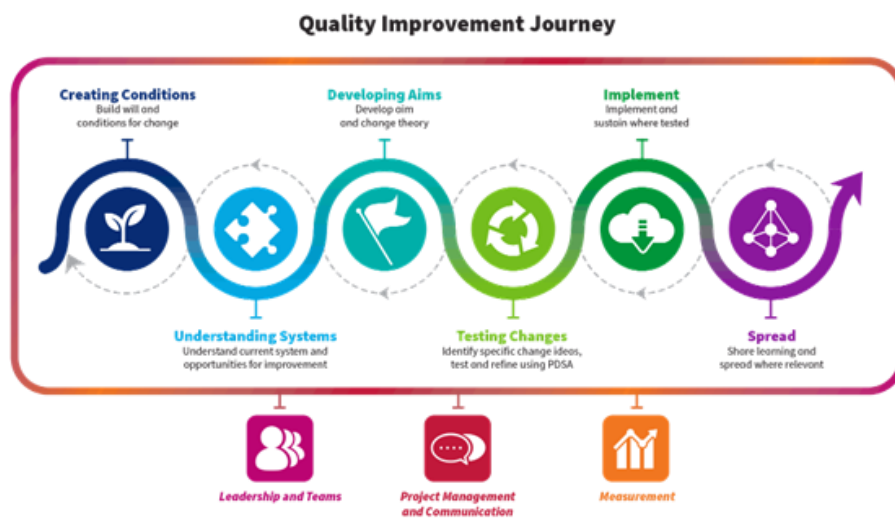 Quality Improvement Journey
Creating Conditions
Build will and
conditions for change
Developing Aims
Develop aim
and change theory
Implement
Implement and
sustain where tested
Understanding Systems
Understand current system and
opportunities for improvement
Testing Changes
Identify specific change ideas,
test and refine using PDSA
Spread
Share learning and
spread where relevant
Leadership and Teams
Project Management
and Communication
Measurement